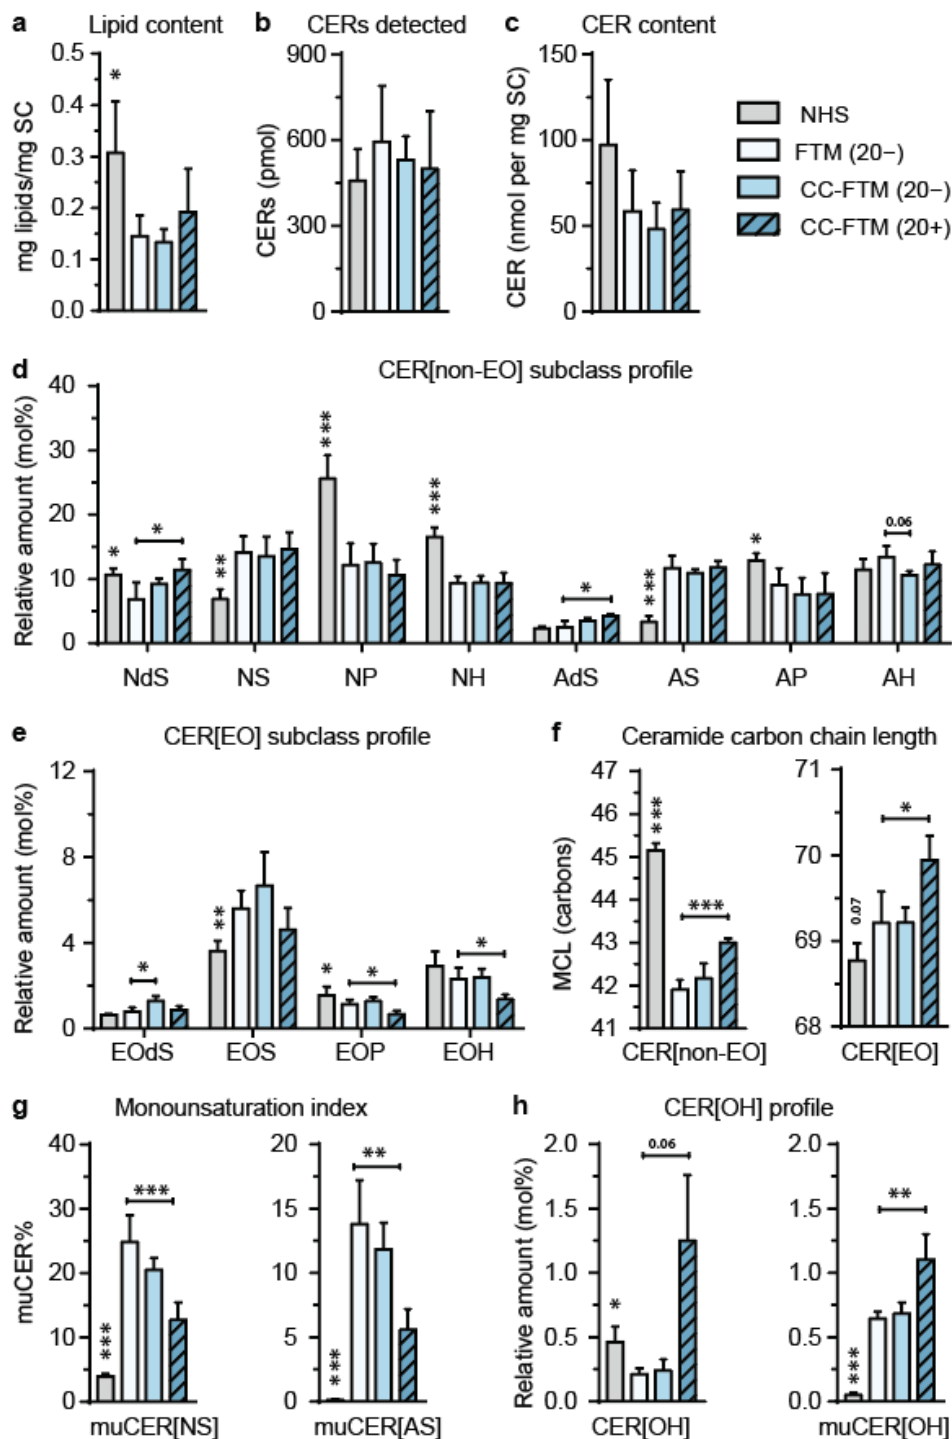 a Lipid content
b CERs detected
c CER content
mg lipids/mg SC
0.5
0.4
0.3
0.2
0.1
0.0
*
CERs (pmol)
900
600
300
0
CER (nmol per mg SC)
150
100
50
0
NHS
FTM (20−)
CC-FTM (20−)
CC-FTM (20+)
d CER[non-EO] subclass profile
Relative amount (mol%)
40
30
20
10
0
*
*
**
***
***
*
***
*
0.06
NdS NS NP NH AdS AS AP AH
e CER[EO] subclass profile
Relative amount (mol%)
12
8
4
0
*
**
*
*
*
EOdS EOS EOP EOH
f Ceramide carbon chain length
MCL (carbons)
47
46
45
44
43
42
41
***
***
CER[non-EO]
71
70
69
68
0.07
*
CER[EO]
g Monounsaturation index
muCER%
40
30
20
10
0
***
***
muCER[NS]
20
15
10
5
0
***
**
muCER[AS]
h CER[OH] profile
Relative amount (mol%)
2.0
1.5
1.0
0.5
0.0
*
0.06
CER[OH]
2.0
1.5
1.0
0.5
0.0
***
**
muCER[OH]